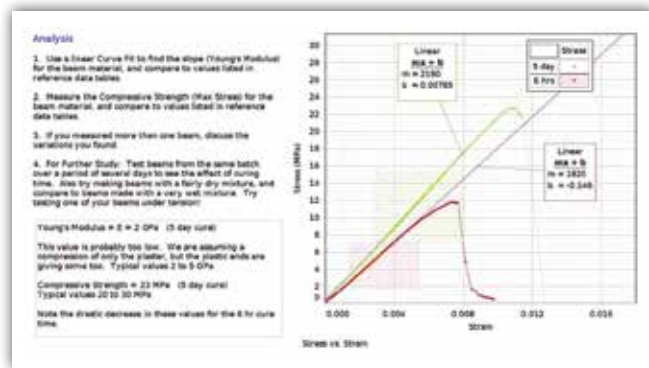 Analysis
1. Use a linear Curve Fit to find the slope (Young's Modulus)
for the beam material, and compare to values listed in
reference data tables.
2. Measure the Compressive Strength (Max Stress) for the
beam material, and compare to values listed in reference
data tables.
3. If you measured more than one beam, discuss the
variations you found.
4. For Further Study: Test beams from the same batch
over a period of several days to see the effect of curing
time. Also try making beams with a fairly dry mixture, and
compare to beams made with a very wet mixture. Try
testing one of your beams under tension!
Young's Modulus = E = 2 GPa (5 day cure)
This value is probably too low. We are assuming a
compression of only the plaster, but the plastic ends are
giving some too. Typical values 2 to 5 GPa
Compressive Strength = 23 MPa (5 day cure)
Typical values 20 to 30 MPa
Note the drastic decrease in these values for the 6 hr cure
time.
Stress (MPa)
30
28
26
24
22
20
18
16
14
12
10
8
6
4
2
0
Linear
mx + b
b = 0.00765
Stress
5 day
6 hrs
Linear
mx + b
m = 1820
0.000
0.004
0.008
0.012
0.016
Strain
Stress vs. Strain